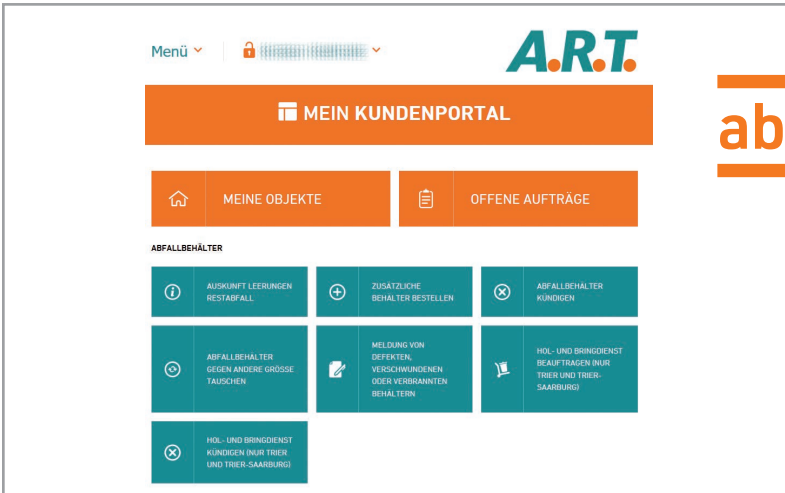 Menü
A.R.T.
MEIN KUNDENPORTAL
MEINE OBJEKTE
OFFENE AUFTRÄGE
ABFALLBEHÄLTER
AUSKUNFT LEERUNGEN
RESTABFALL
ZUSÄTZLICHE
BEHÄLTER BESTELLEN
ABFALLBEHÄLTER
KÜNDIGEN
ABFALLBEHÄLTER
GEGEN ANDERE GRÖSSE
TAUSCHEN
MELDUNG VON
DEFEKTEN,
VERSCHWUNDENEN
ODER VERBRANNTEN
BEHÄLTERN
HOL- UND BRINGDIENST
BEAUFTRAGEN (NUR
TRIER UND TRIER-
SAARBURG)
HOL- UND BRINGDIENST
KÜNDIGEN (NUR TRIER
UND TRIER-SAARBURG)
ab